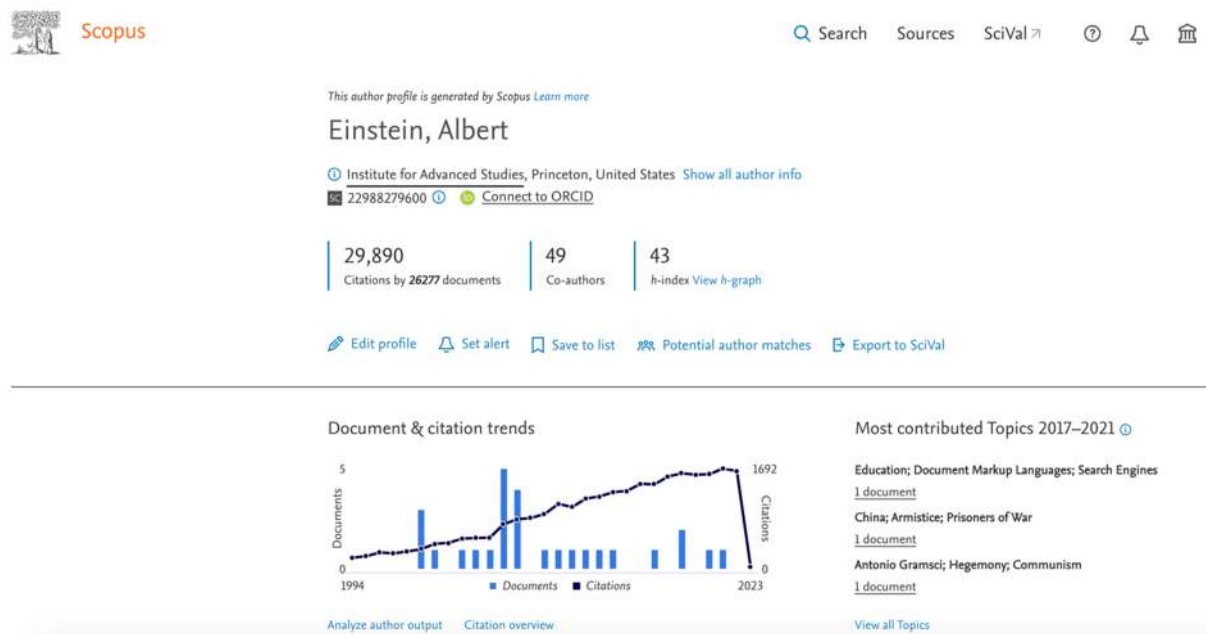 Scopus
Search Sources SciVal
This author profile is generated by Scopus Learn more
Einstein, Albert
Institute for Advanced Studies, Princeton, United States Show all author info
SC 22988279600 iD Connect to ORCID
29,890 49 43
Citations by 26277 documents Co-authors h-index View h-graph
Edit profile Set alert Save to list Potential author matches Export to SciVal
Document & citation trends
5 1692
Documents Citations
0 0
1994 Documents Citations 2023
Analyze author output Citation overview
Most contributed Topics 2017–2021
Education; Document Markup Languages; Search Engines
1 document
China; Armistice; Prisoners of War
1 document
Antonio Gramsci; Hegemony; Communism
1 document
View all Topics